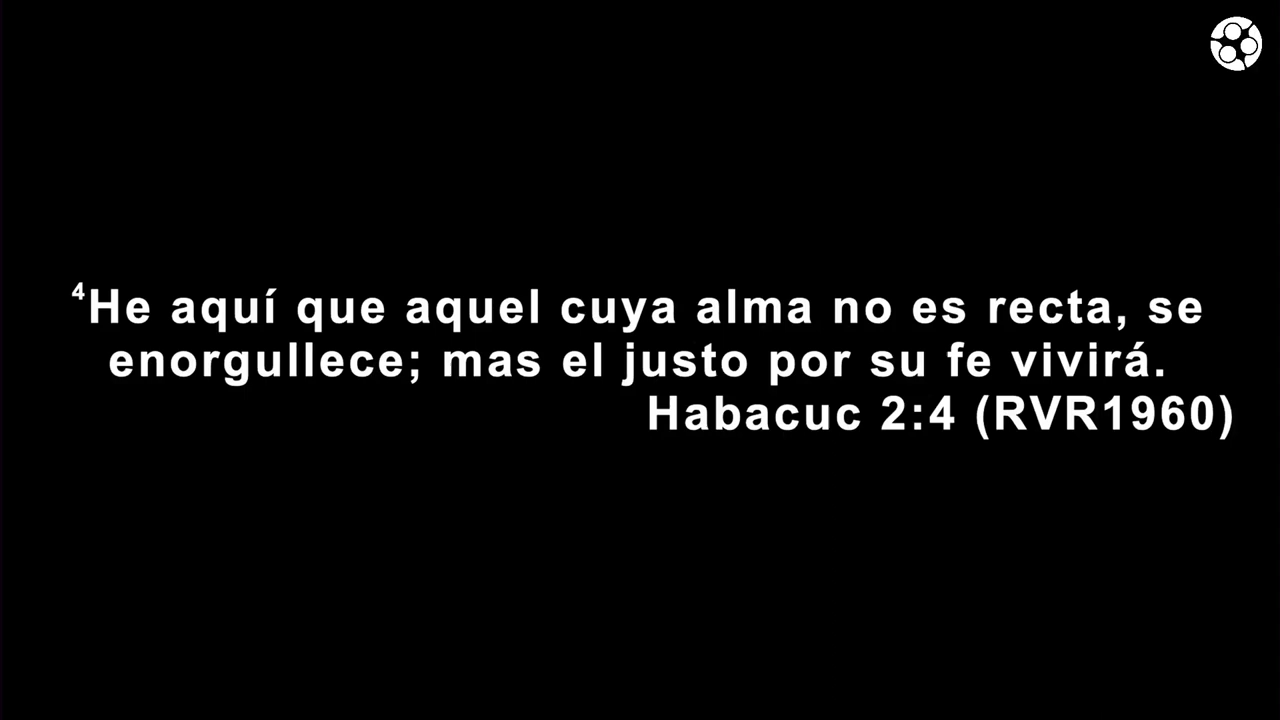 ⁴He aquí que aquel cuya alma no es recta, se
enorgullece; mas el justo por su fe vivirá.
Habacuc 2:4 (RVR1960)